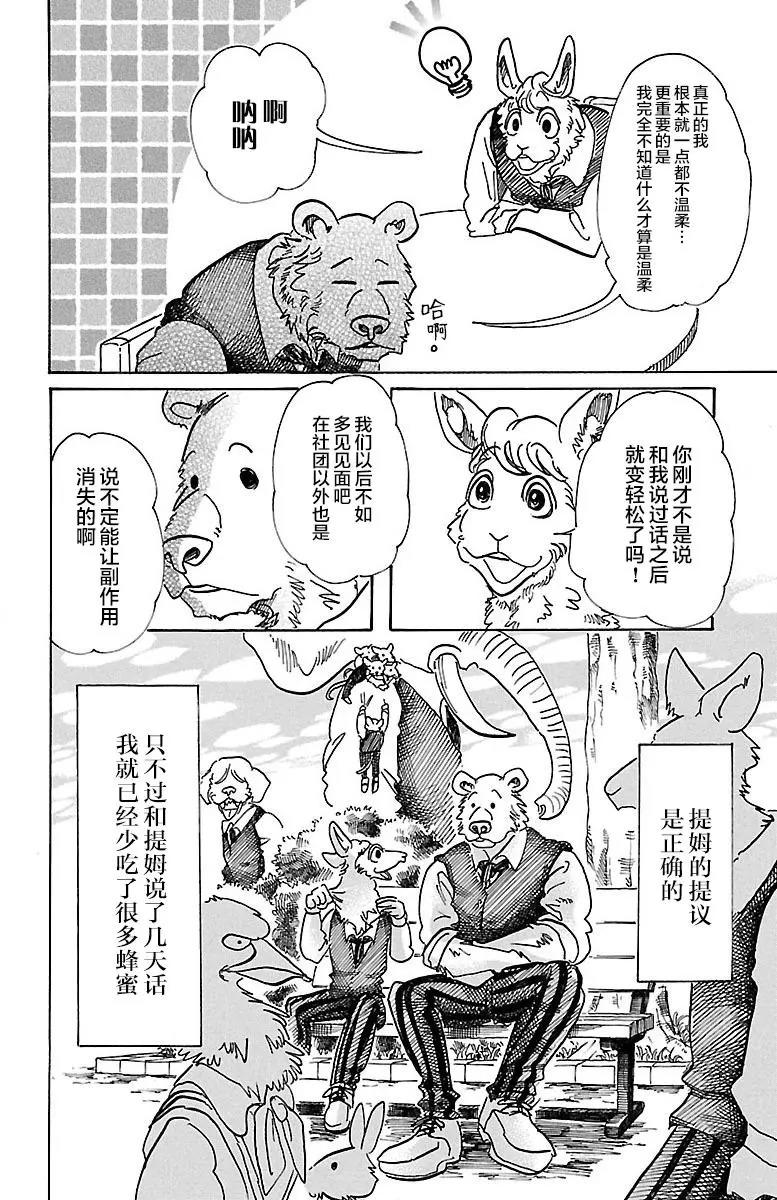 真正的我
根本就一点都不温柔…
更重要的是
我完全不知道什么才算是温柔
啊
呐呐
哈啊。
你刚才不是说
和我说过话之后
就变轻松了吗！
我们以后不如
多见见面吧
在社团以外也是
说不定能让副作用
消失的啊
提姆的提议
是正确的
只不过和提姆说了几天话
我就已经少吃了很多蜂蜜